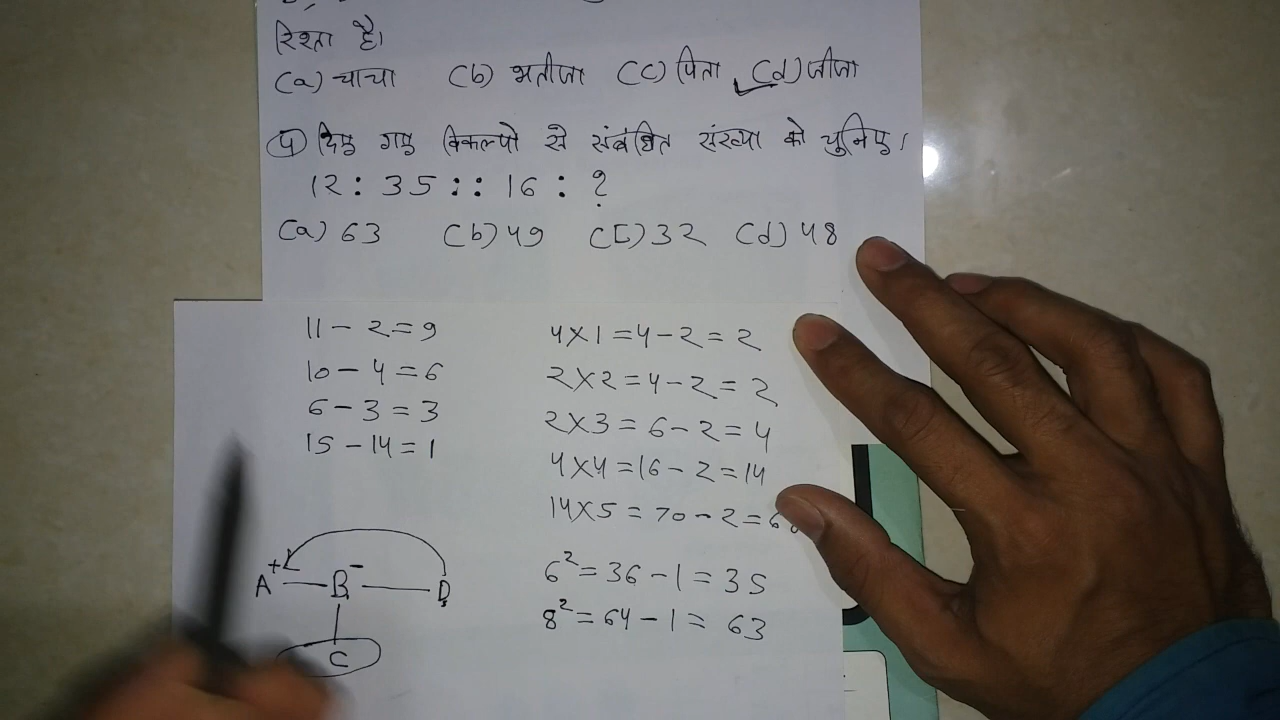 रिश्ता है।
(a) चाचा (b) भतीजा (c) पिता (d) जीजा
(प) दिए गए विकल्पो से संबंधित संख्या को चुनिए।
12 : 35 :: 16 : ?
(a) 63 (b) 49 (c) 32 (d) 48
11 - 2 = 9
10 - 4 = 6
6 - 3 = 3
15 - 14 = 1
4×1 = 4 - 2 = 2
2×2 = 4 - 2 = 2
2×3 = 6 - 2 = 4
4×4 = 16 - 2 = 14
14×5 = 70 - 2 = 6
6² = 36 - 1 = 35
8² = 64 - 1 = 63
A+ — B- — D
C